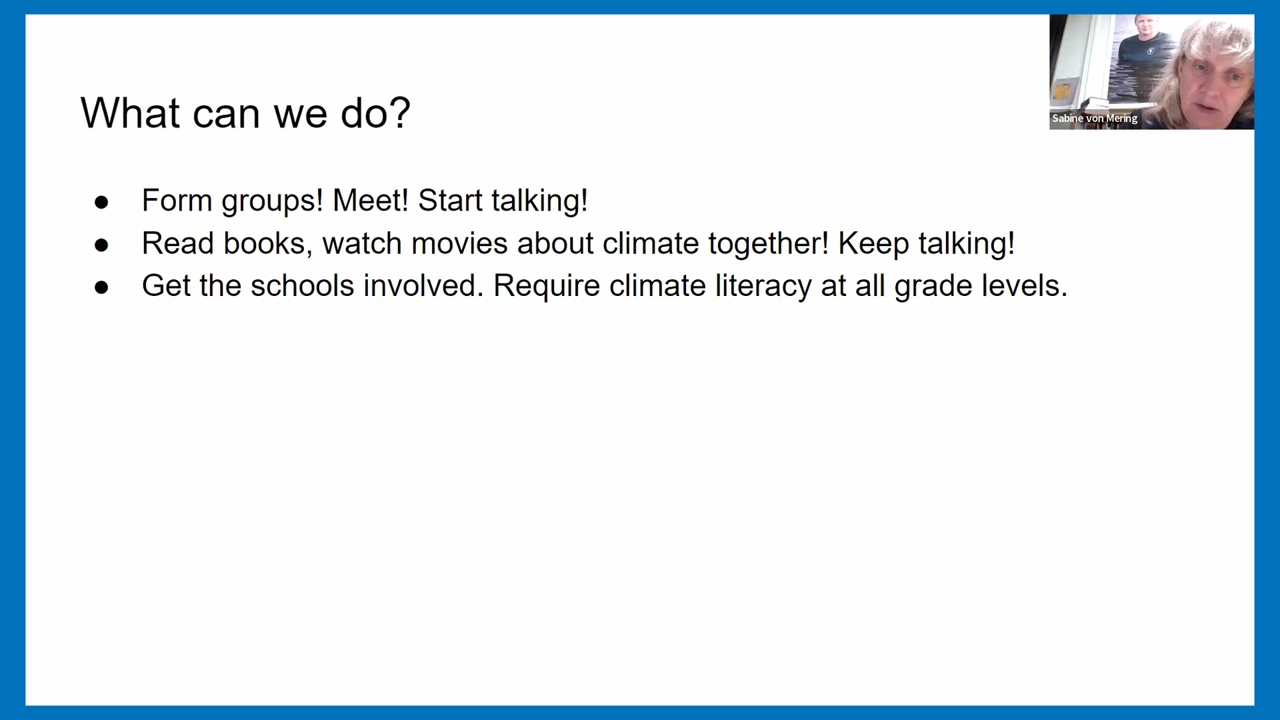 What can we do?
● Form groups! Meet! Start talking!
● Read books, watch movies about climate together! Keep talking!
● Get the schools involved. Require climate literacy at all grade levels.
Sabine von Mering